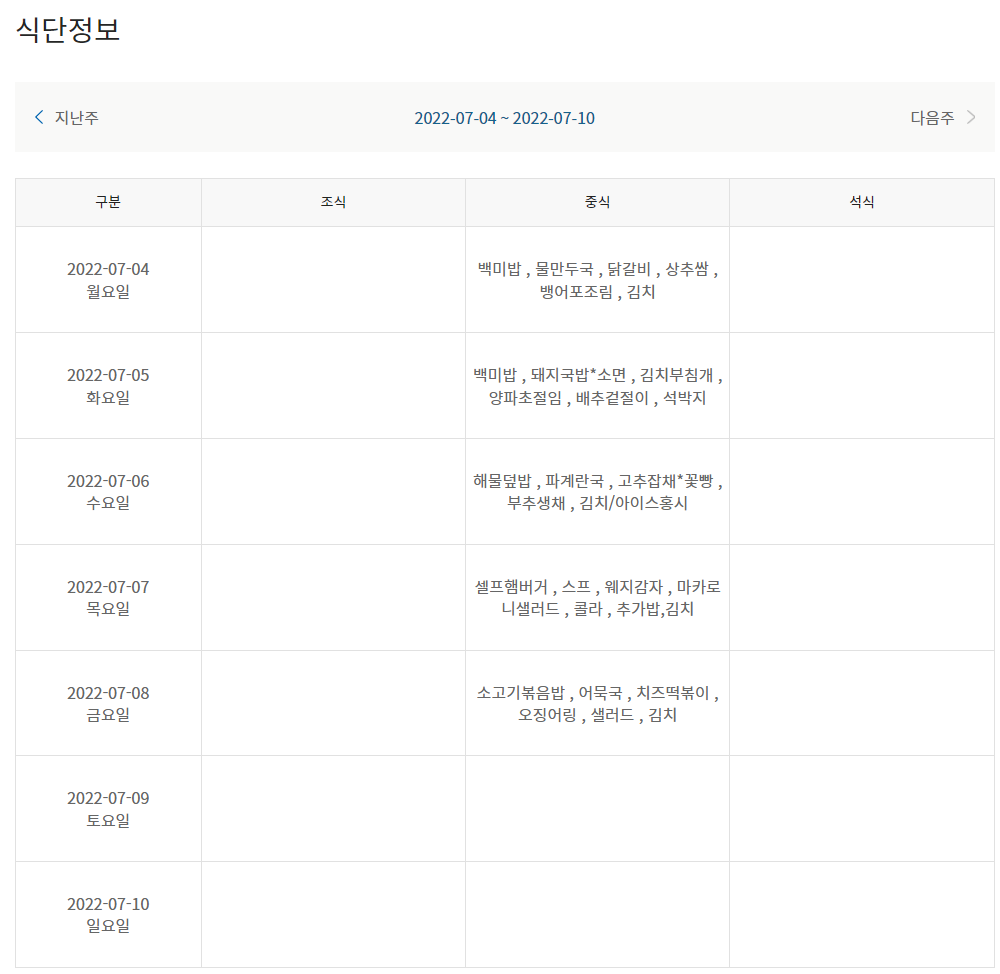 식단정보
지난주
2022-07-04 ~ 2022-07-10
다음주
구분
조식
중식
석식
2022-07-04
월요일
백미밥 , 물만두국 , 닭갈비 , 상추쌈 ,
뱅어포조림 , 김치
2022-07-05
화요일
백미밥 , 돼지국밥*소면 , 김치부침개 ,
양파초절임 , 배추겉절이 , 석박지
2022-07-06
수요일
해물덮밥 , 파계란국 , 고추잡채*꽃빵 ,
부추생채 , 김치/아이스홍시
2022-07-07
목요일
셀프햄버거 , 스프 , 웨지감자 , 마카로
니샐러드 , 콜라 , 추가밥,김치
2022-07-08
금요일
소고기볶음밥 , 어묵국 , 치즈떡볶이 ,
오징어링 , 샐러드 , 김치
2022-07-09
토요일
2022-07-10
일요일